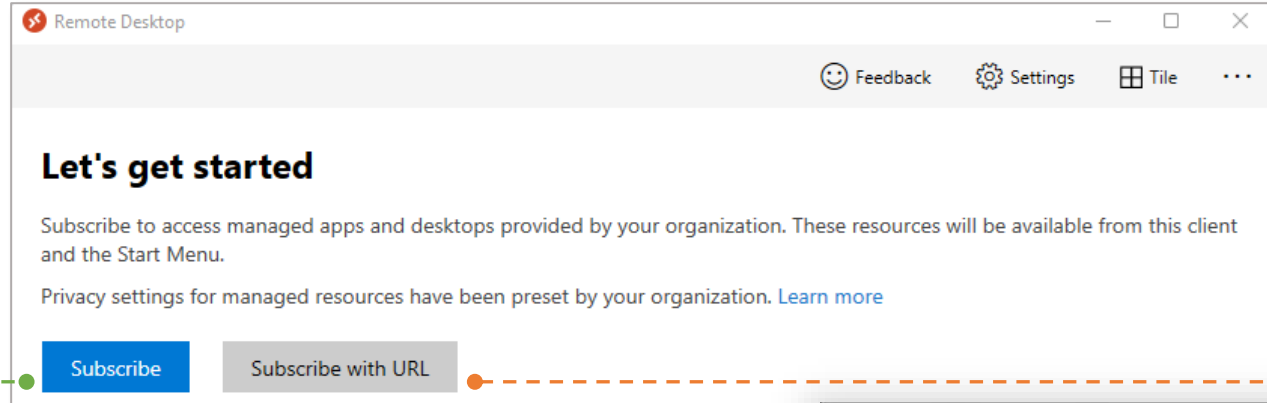 Remote Desktop
Feedback Settings Tile
Let's get started
Subscribe to access managed apps and desktops provided by your organization. These resources will be available from this client
and the Start Menu.
Privacy settings for managed resources have been preset by your organization. Learn more
Subscribe Subscribe with URL